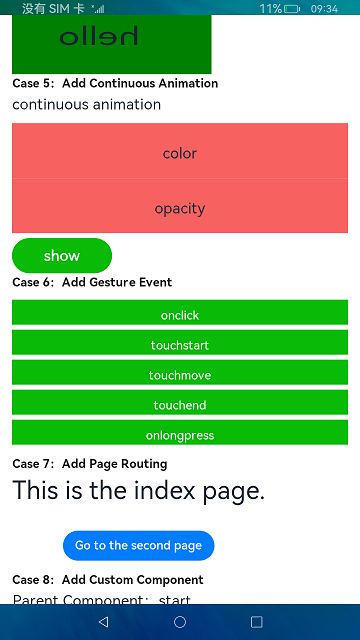 没有 SIM 卡 11% 09:34
hello
Case 5：Add Continuous Animation
continuous animation
color
opacity
show
Case 6：Add Gesture Event
onclick
touchstart
touchmove
touchend
onlongpress
Case 7：Add Page Routing
This is the index page.
Go to the second page
Case 8：Add Custom Component
Parent Component：start